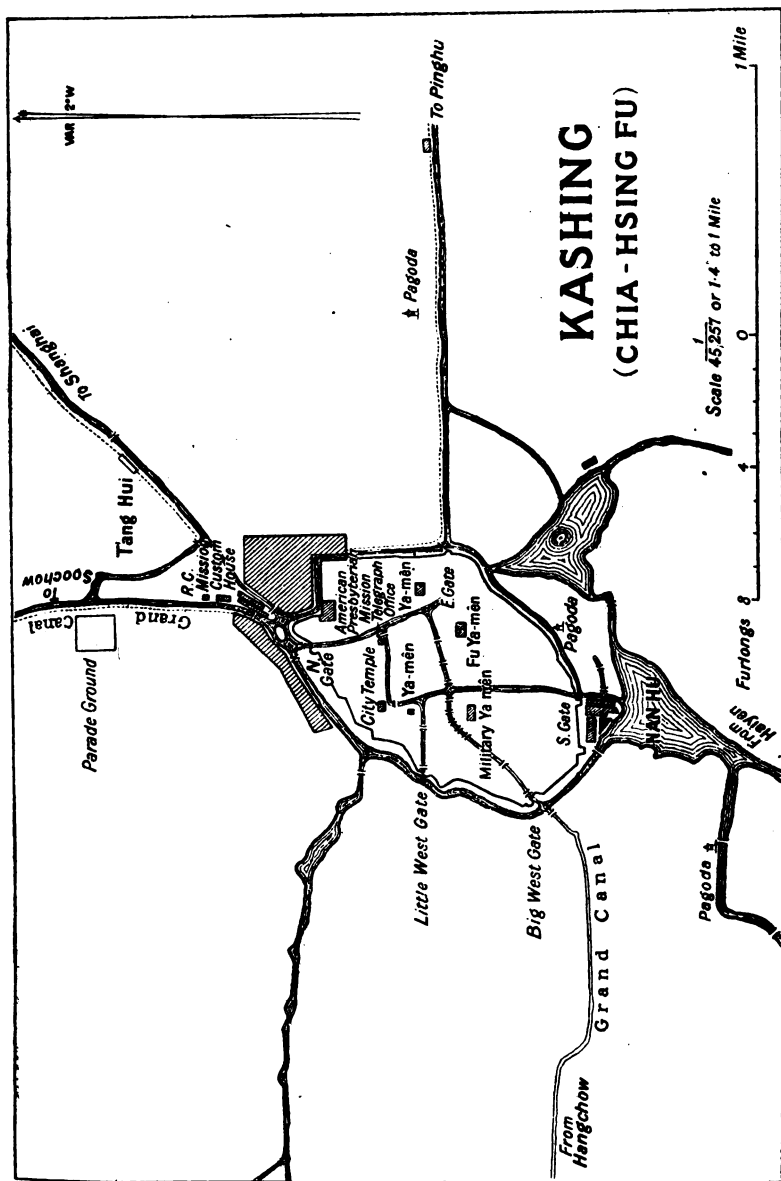 VAR 2°W
To Shanghai
Tang Hui
To
Soochow
Grand
Canal
Parade Ground
R.C.
Mission
Custom
House
N.
Gate
American
Presbyterian
Mission
Telegraph
Office
Ya-mên
E. Gate
City Temple
Ya-mên
Fu Ya-mên
Military Ya mên
Little West Gate
Big West Gate
S. Gate
Pagoda
NAN HU
From
Haiyen
Pagoda
Grand Canal
From
Hangchow
Pagoda
To Pinghu
KASHING
(CHIA-HSING FU)
Scale 1/45,257 or 1·4" to 1 Mile
Furlongs 8 4 0 1 Mile